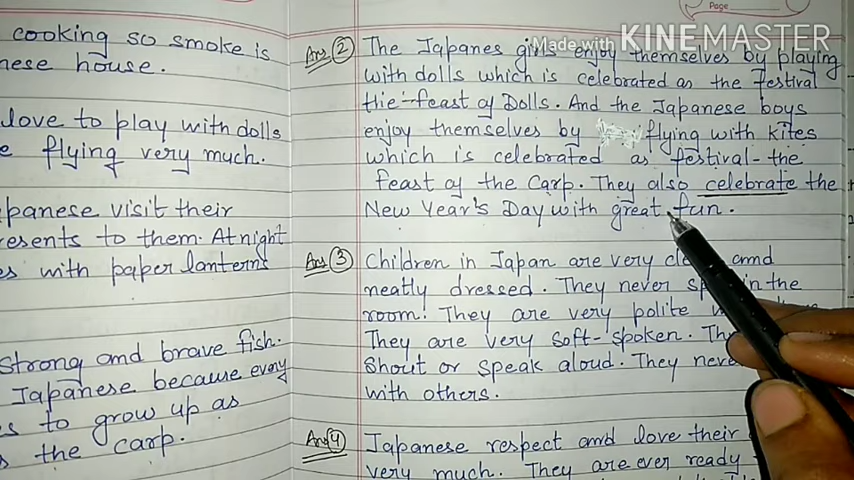 cooking so smoke is
nese house.
love to play with dolls
e flying very much.
panese visit their
resents to them. At night
es with paper lanterns
strong and brave fish.
Japanese because every
s to grow up as
s the carp.
Page
Made with KINEMASTER
Ans 2 The Japanes girls enjoy themselves by playing
with dolls which is celebrated as the festival
the-feast of Dolls. And the Japanese boys
enjoy themselves by flying with kites
which is celebrated as festival-the
feast of the Carp. They also celebrate the
New Year's Day with great fun.
Ans 3 Children in Japan are very and
neatly dressed. They never in the
room. They are very polite
They are very soft-spoken.
Shout or speak aloud. They
with others.
Ans 4 Japanese respect and love their
very much. They are ever ready